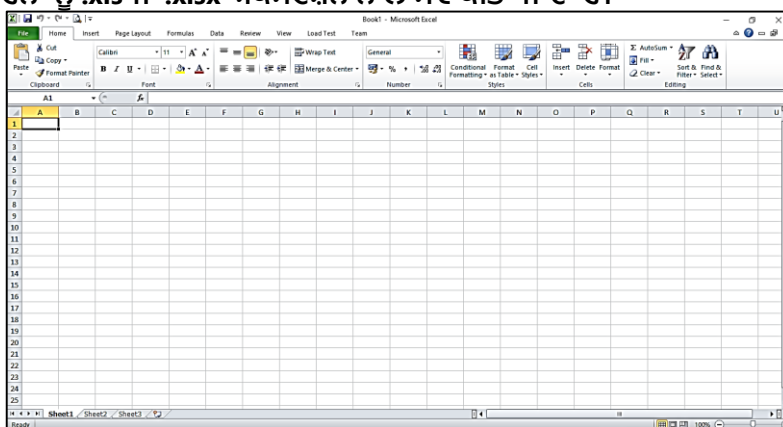 .xls .xlsx
Book1 - Microsoft Excel
File Home Insert Page Layout Formulas Data Review View Load Test Team
Cut Calibri 11 Wrap Text General Σ AutoSum
Copy
Paste Format Painter B I U Merge & Center $ % , Conditional Formatting Format as Table Cell Styles Insert Delete Format Fill Clear Sort & Filter Find & Select
Clipboard Font Alignment Number Styles Cells Editing
A1 fx
A B C D E F G H I J K L M N O P Q R S T U
1
2
3
4
5
6
7
8
9
10
11
12
13
14
15
16
17
18
19
20
21
22
23
24
25
Sheet1 Sheet2 Sheet3
Ready 100%